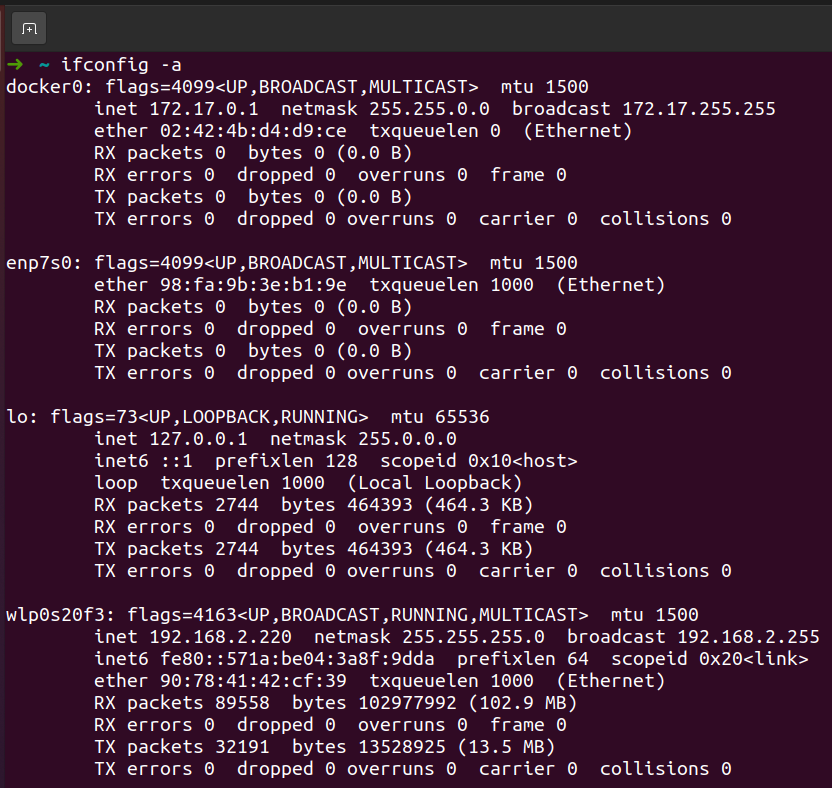 → ~ ifconfig -a
docker0: flags=4099<UP,BROADCAST,MULTICAST>  mtu 1500
        inet 172.17.0.1  netmask 255.255.0.0  broadcast 172.17.255.255
        ether 02:42:4b:d4:d9:ce  txqueuelen 0  (Ethernet)
        RX packets 0  bytes 0 (0.0 B)
        RX errors 0  dropped 0  overruns 0  frame 0
        TX packets 0  bytes 0 (0.0 B)
        TX errors 0  dropped 0 overruns 0  carrier 0  collisions 0

enp7s0: flags=4099<UP,BROADCAST,MULTICAST>  mtu 1500
        ether 98:fa:9b:3e:b1:9e  txqueuelen 1000  (Ethernet)
        RX packets 0  bytes 0 (0.0 B)
        RX errors 0  dropped 0  overruns 0  frame 0
        TX packets 0  bytes 0 (0.0 B)
        TX errors 0  dropped 0 overruns 0  carrier 0  collisions 0

lo: flags=73<UP,LOOPBACK,RUNNING>  mtu 65536
        inet 127.0.0.1  netmask 255.0.0.0
        inet6 ::1  prefixlen 128  scopeid 0x10<host>
        loop  txqueuelen 1000  (Local Loopback)
        RX packets 2744  bytes 464393 (464.3 KB)
        RX errors 0  dropped 0  overruns 0  frame 0
        TX packets 2744  bytes 464393 (464.3 KB)
        TX errors 0  dropped 0 overruns 0  carrier 0  collisions 0

wlp0s20f3: flags=4163<UP,BROADCAST,RUNNING,MULTICAST>  mtu 1500
        inet 192.168.2.220  netmask 255.255.255.0  broadcast 192.168.2.255
        inet6 fe80::571a:be04:3a8f:9dda  prefixlen 64  scopeid 0x20<link>
        ether 90:78:41:42:cf:39  txqueuelen 1000  (Ethernet)
        RX packets 89558  bytes 102977992 (102.9 MB)
        RX errors 0  dropped 0  overruns 0  frame 0
        TX packets 32191  bytes 13528925 (13.5 MB)
        TX errors 0  dropped 0 overruns 0  carrier 0  collisions 0